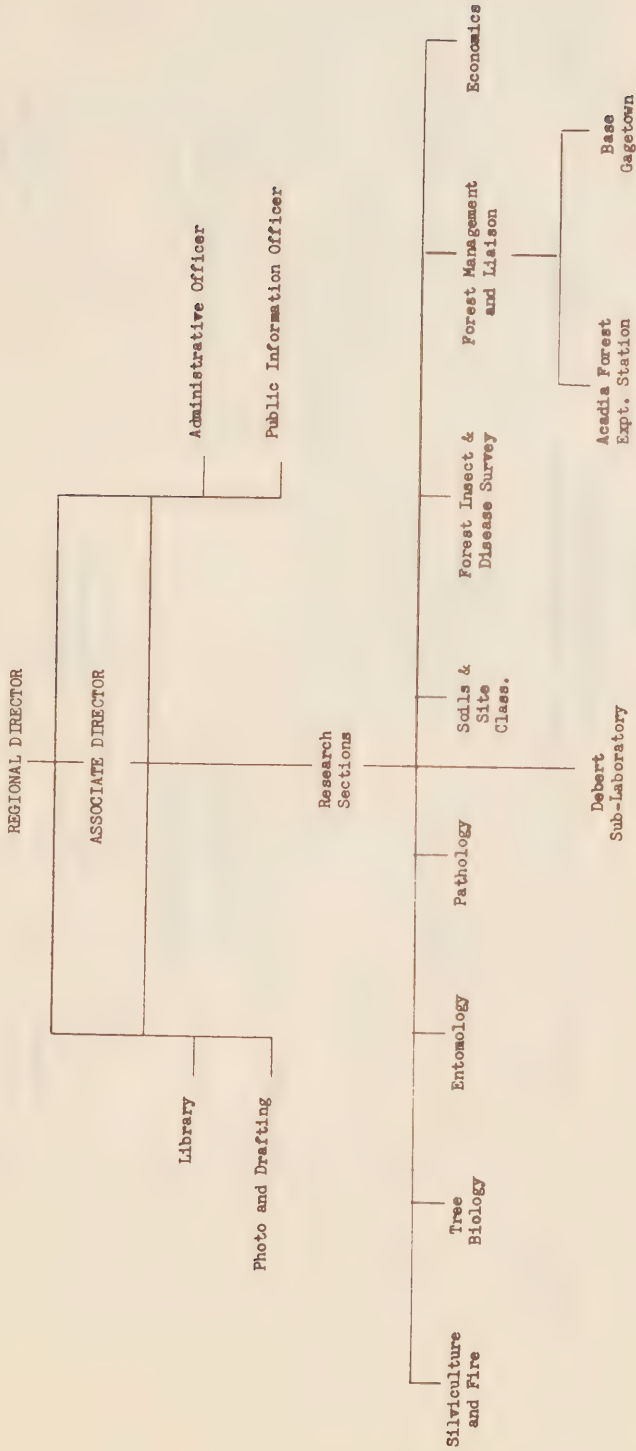 REGIONAL DIRECTOR
ASSOCIATE DIRECTOR
Library
Photo and Drafting
Administrative Officer
Public Information Officer
Research
Sections
Silviculture
and Fire
Tree
Biology
Entomology
Pathology
Soils &
Site
Class.
Forest Insect &
Disease Survey
Forest Management
and Liaison
Economics
Debert
Sub-Laboratory
Acadia Forest
Expt. Station
Base
Gagetown